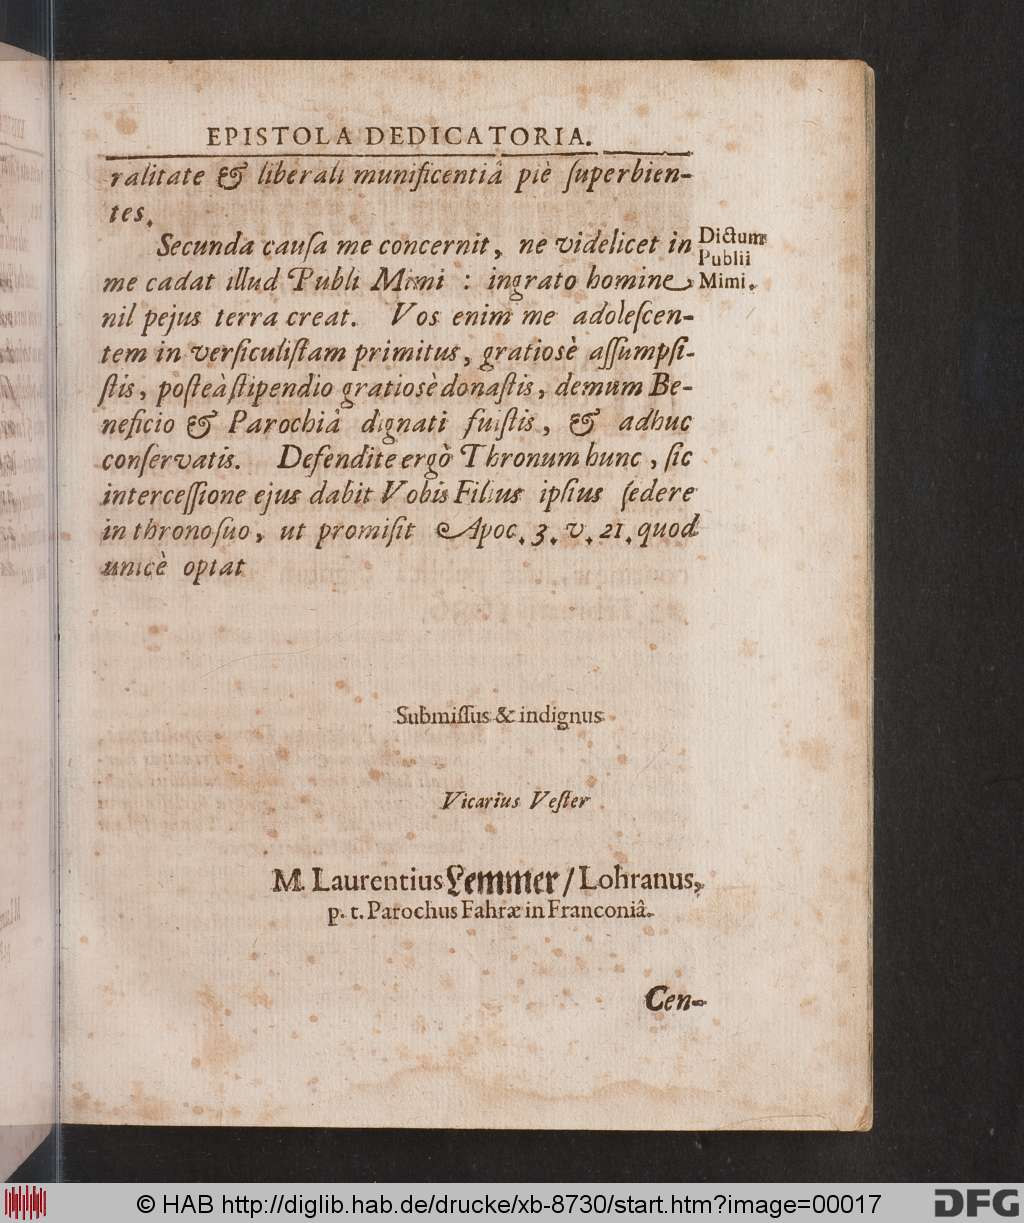 EPISTOLA DEDICATORIA.
ralitate & liberali munificentiâ piè ſuperbien-
tes.
Secunda cauſa me concernit, ne videlicet in
me cadat illud Publi Mimi : ingrato homine
nil pejus terra creat. Vos enim me adoleſcen-
tem in verſiculiſtam primitus, gratiosè aſſumpſi-
ſtis, poſteà ſtipendio gratiosè donaſtis, demum Be-
neficio & Parochiâ dignati fuiſtis, & adhuc
conſervatis. Defendite ergò Thronum hunc, ſic
interceſſione ejus dabit Vobis Filius ipſius ſedere
in throno ſuo, ut promiſit Apoc. 3. v. 21. quod
unicè optat
Dictum
Publii
Mimi.
Submiſſus & indignus
Vicarius Veſter
M. Laurentius Lemmer / Lohranus,
p. t. Parochus Fahræ in Franconiâ.
Cen-
© HAB http://diglib.hab.de/drucke/xb-8730/start.htm?image=00017
DFG